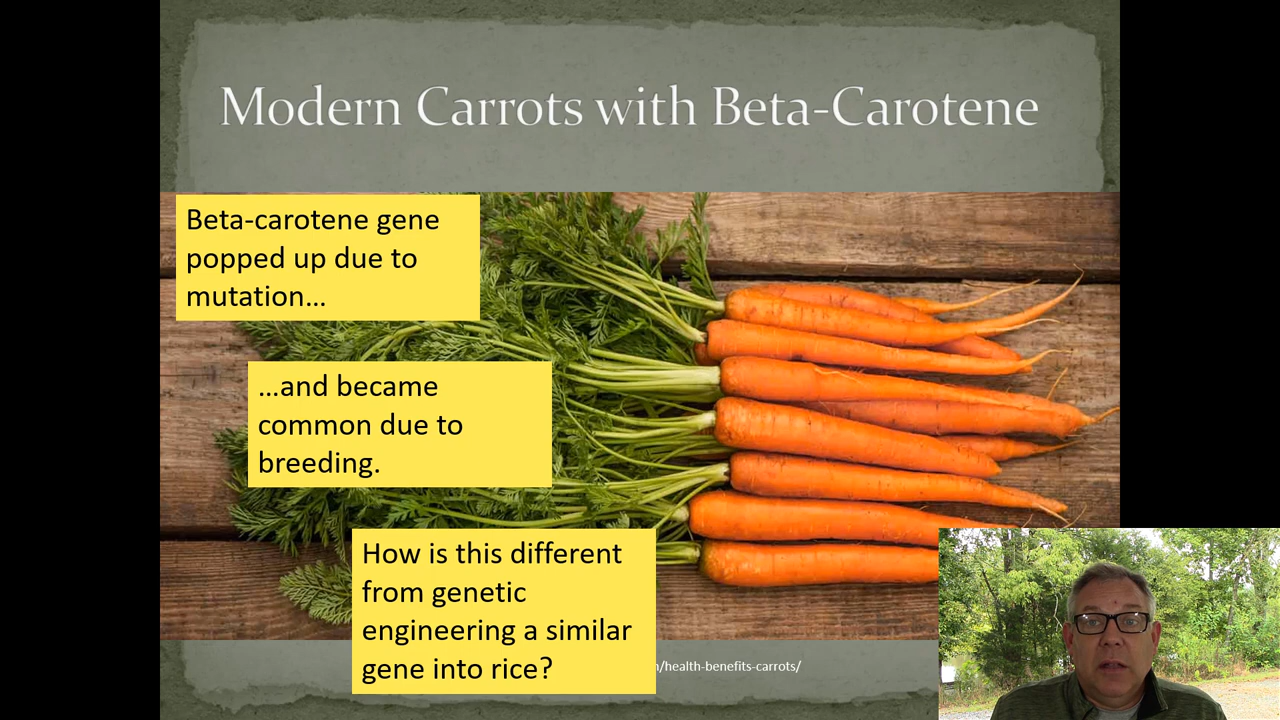 Modern Carrots with Beta-Carotene
Beta-carotene gene
popped up due to
mutation...
...and became
common due to
breeding.
How is this different
from genetic
engineering a similar
gene into rice?
/health-benefits-carrots/